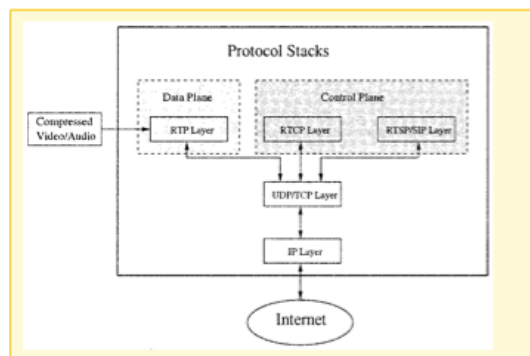 Protocol Stacks
Data Plane
Control Plane
Compressed
Video/Audio
RTP Layer
RTCP Layer
RTSP/SIP Layer
UDP/TCP Layer
IP Layer
Internet